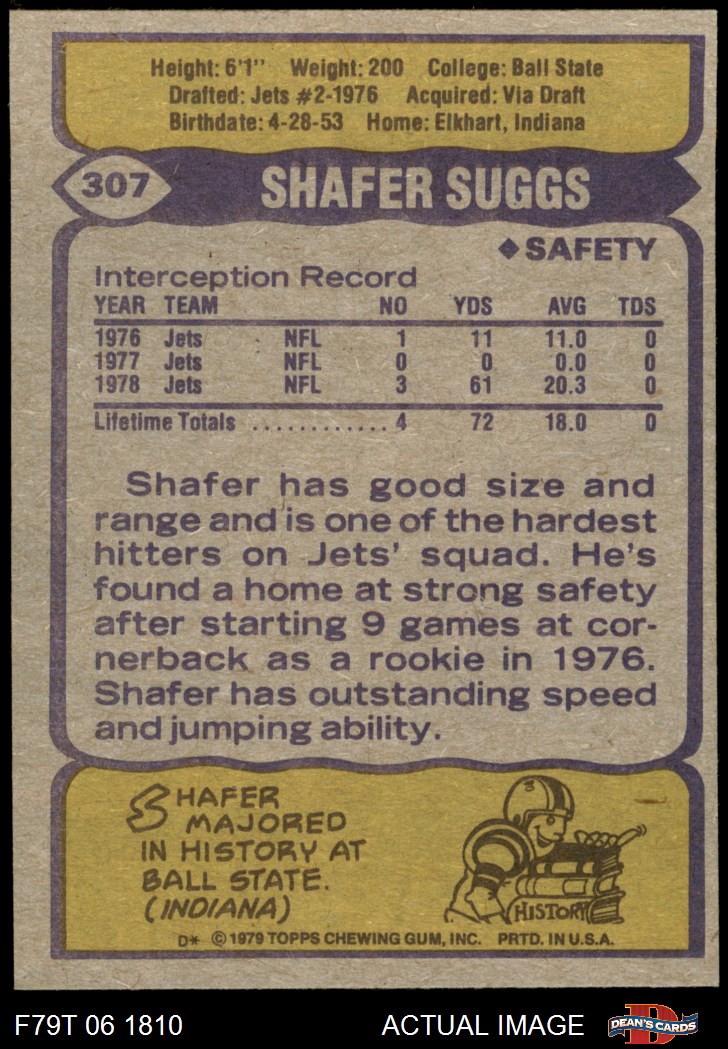 Height: 6'1" Weight: 200 College: Ball State
Drafted: Jets #2-1976 Acquired: Via Draft
Birthdate: 4-28-53 Home: Elkhart, Indiana
307 SHAFER SUGGS
◆SAFETY
Interception Record
YEAR TEAM NO YDS AVG TDS
1976 Jets NFL 1 11 11.0 0
1977 Jets NFL 0 0 0.0 0
1978 Jets NFL 3 61 20.3 0
Lifetime Totals ............ 4 72 18.0 0
Shafer has good size and
range and is one of the hardest
hitters on Jets' squad. He's
found a home at strong safety
after starting 9 games at cor-
nerback as a rookie in 1976.
Shafer has outstanding speed
and jumping ability.
SHAFER
MAJORED
IN HISTORY AT
BALL STATE.
(INDIANA)
3
HISTORY
D* © 1979 TOPPS CHEWING GUM, INC. PRTD. IN U.S.A.
F79T 06 1810 ACTUAL IMAGE
D
DEAN'S CARDS